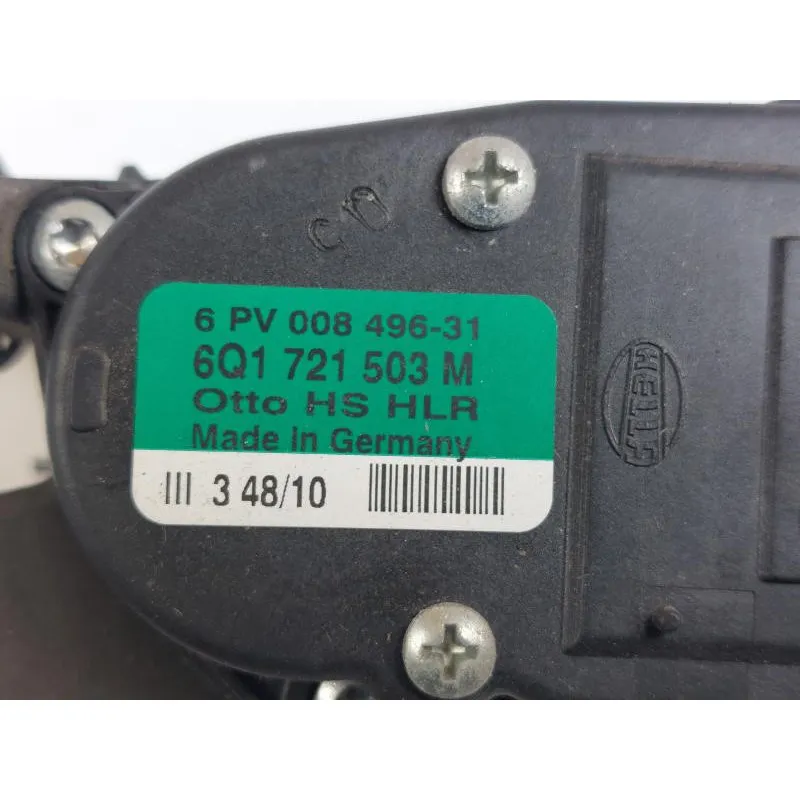 6 PV 008 496-31
6Q1 721 503 M
Otto HS HLR
Made in Germany
III 3 48/10
HELLA